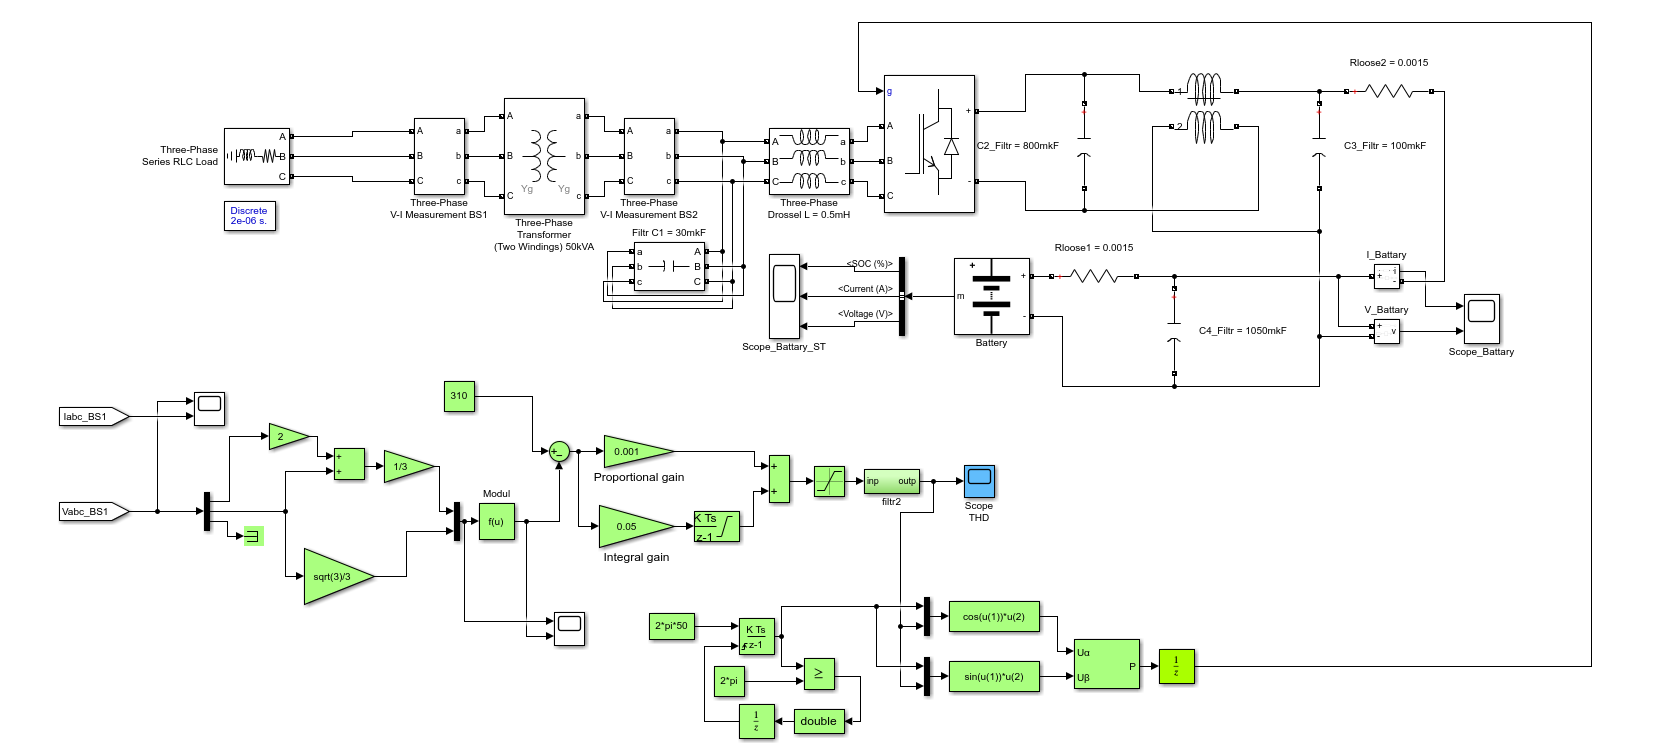 Rloose2 = 0.0015
g
A
B
C
+
-
C2_Filtr = 800mkF
1
2
+
+
+
C3_Filtr = 100mkF
Three-Phase
Series RLC Load
A
B
C
Discrete
2e-06 s.
A
B
C
a
b
c
Three-Phase
V-I Measurement BS1
A
B
C
a
b
c
Yg
Yg
Three-Phase
Transformer
(Two Windings) 50kVA
A
B
C
a
b
c
Three-Phase
V-I Measurement BS2
Filtr C1 = 30mkF
a
b
c
A
B
C
A
B
C
a
b
c
Three-Phase
Drossel L = 0.5mH
<SOC (%)>
<Current (A)>
<Voltage (V)>
Scope_Battary_ST
m
+
+
-
Battery
Rloose1 = 0.0015
+
+
C4_Filtr = 1050mkF
I_Battary
+
i
-
V_Battary
+
-
v
Scope_Battary
Iabc_BS1
Vabc_BS1
2
+
+
1/3
sqrt(3)/3
Modul
f(u)
310
+
-
0.001
Proportional gain
0.05
Integral gain
K Ts
z-1
+
+
inp
outp
filtr2
Scope
THD
2*pi*50
K Ts
z-1
2*pi
≥
1
z
double
cos(u(1))*u(2)
sin(u(1))*u(2)
Uα
Uβ
P
1
z